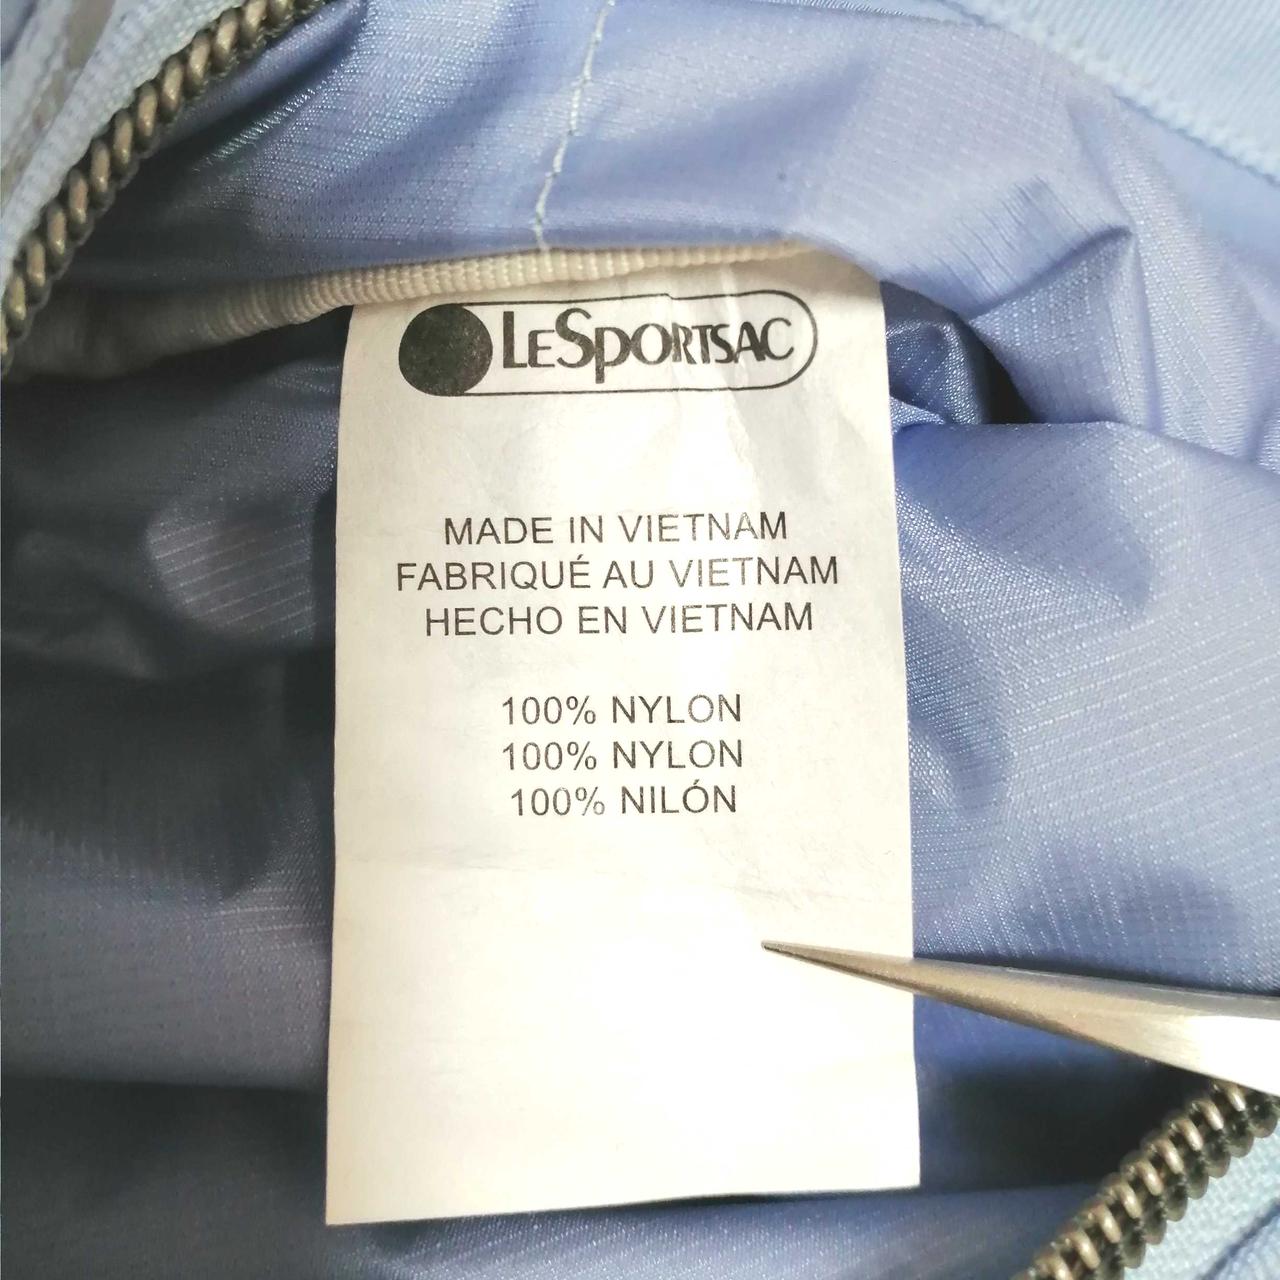 LESPORTSAC
MADE IN VIETNAM
FABRIQUÉ AU VIETNAM
HECHO EN VIETNAM
100% NYLON
100% NYLON
100% NILÓN